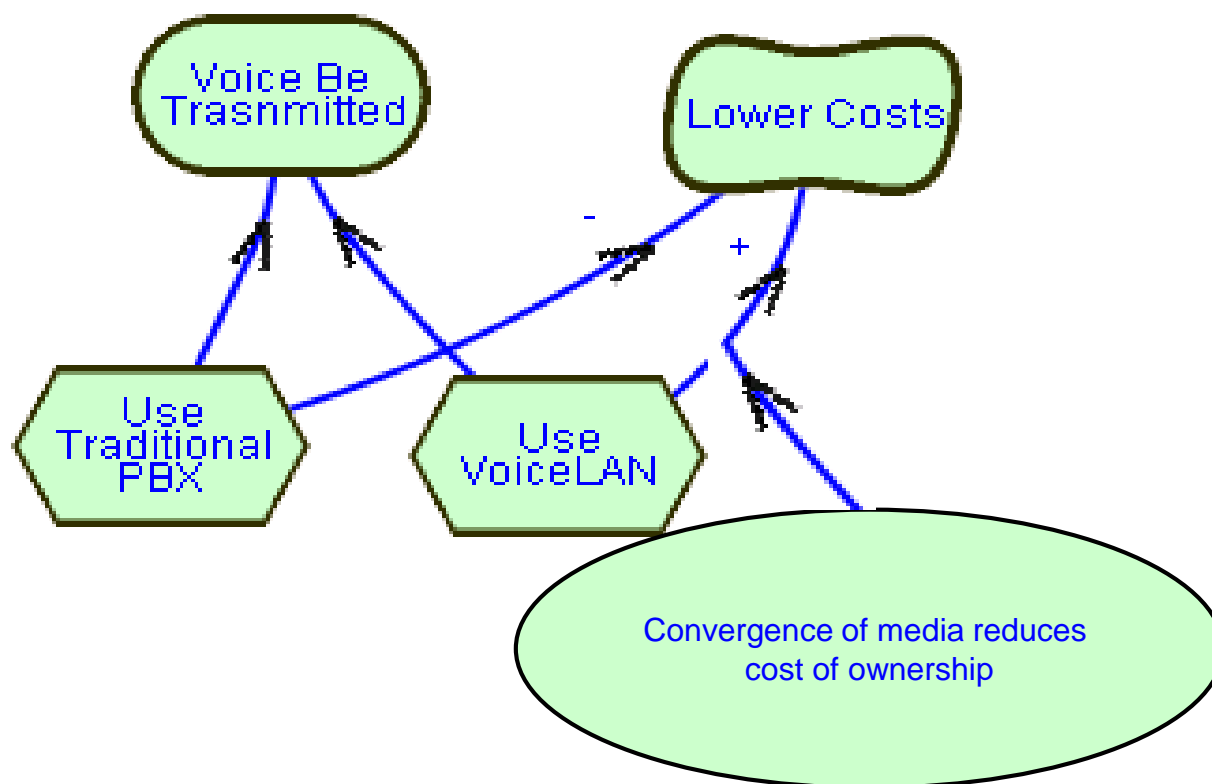 Voice Be
Trasnmitted
Lower Costs
-
+
Use
Traditional
PBX
Use
VoiceLAN
Convergence of media reduces
cost of ownership